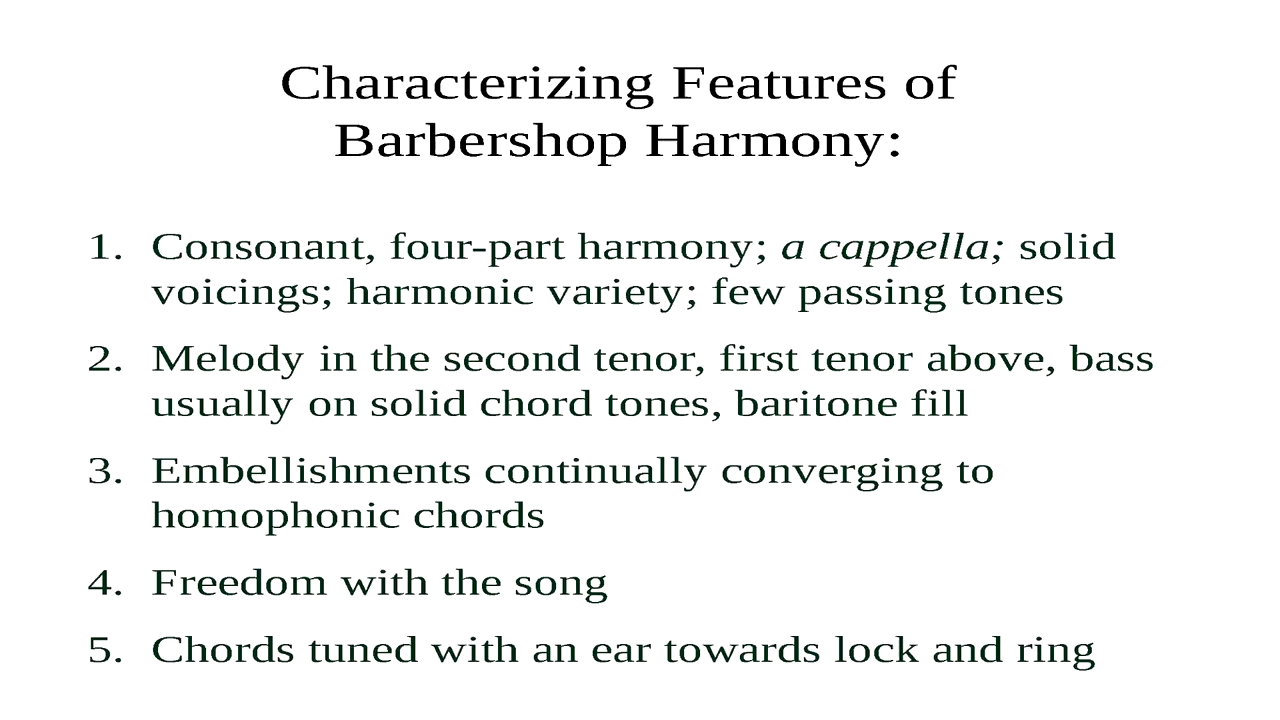 Characterizing Features of
Barbershop Harmony:
1. Consonant, four-part harmony; a cappella; solid
voicings; harmonic variety; few passing tones
2. Melody in the second tenor, first tenor above, bass
usually on solid chord tones, baritone fill
3. Embellishments continually converging to
homophonic chords
4. Freedom with the song
5. Chords tuned with an ear towards lock and ring